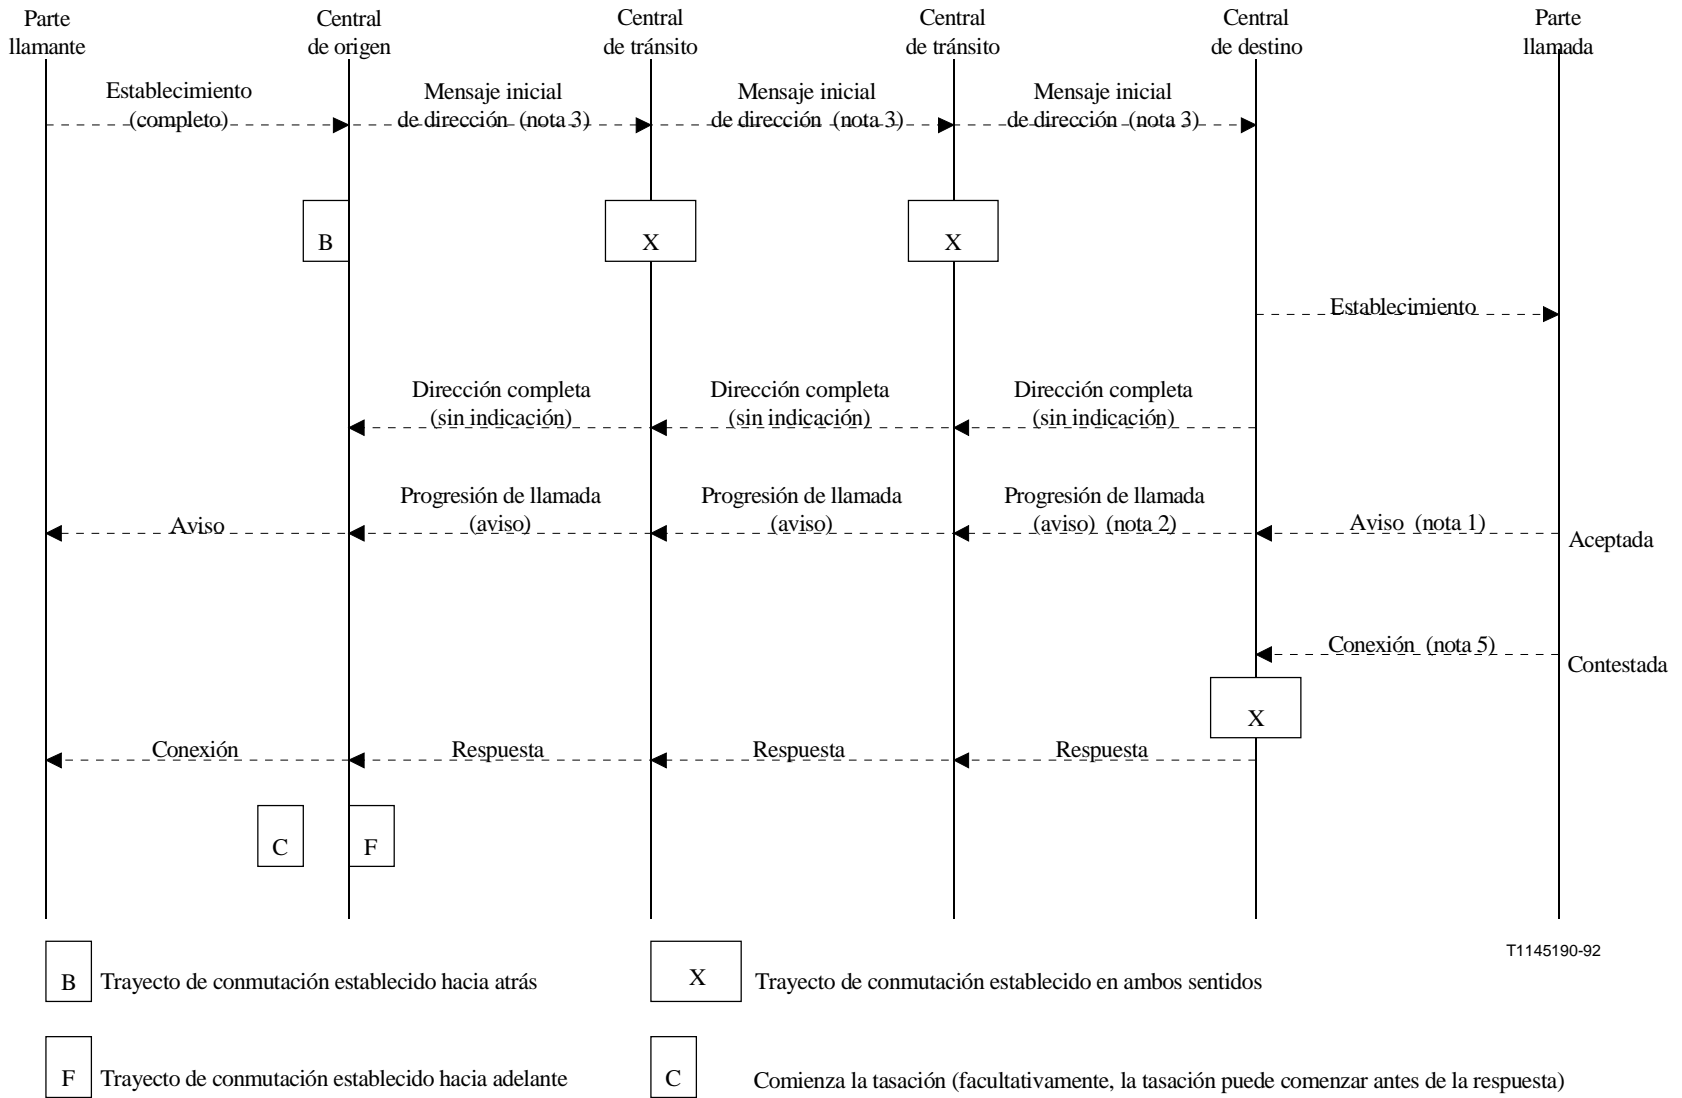 Parte
llamante
Central
de origen
Central
de tránsito
Central
de tránsito
Central
de destino
Parte
llamada
Establecimiento
(completo)
Mensaje inicial
de dirección (nota 3)
Mensaje inicial
de dirección (nota 3)
Mensaje inicial
de dirección (nota 3)
B
X
X
Establecimiento
Dirección completa
(sin indicación)
Dirección completa
(sin indicación)
Dirección completa
(sin indicación)
Aviso
Progresión de llamada
(aviso)
Progresión de llamada
(aviso)
Progresión de llamada
(aviso) (nota 2)
Aviso (nota 1)
Aceptada
Conexión (nota 5)
Contestada
X
Conexión
Respuesta
Respuesta
Respuesta
C
F
T1145190-92
B Trayecto de conmutación establecido hacia atrás
X Trayecto de conmutación establecido en ambos sentidos
F Trayecto de conmutación establecido hacia adelante
C Comienza la tasación (facultativamente, la tasación puede comenzar antes de la respuesta)